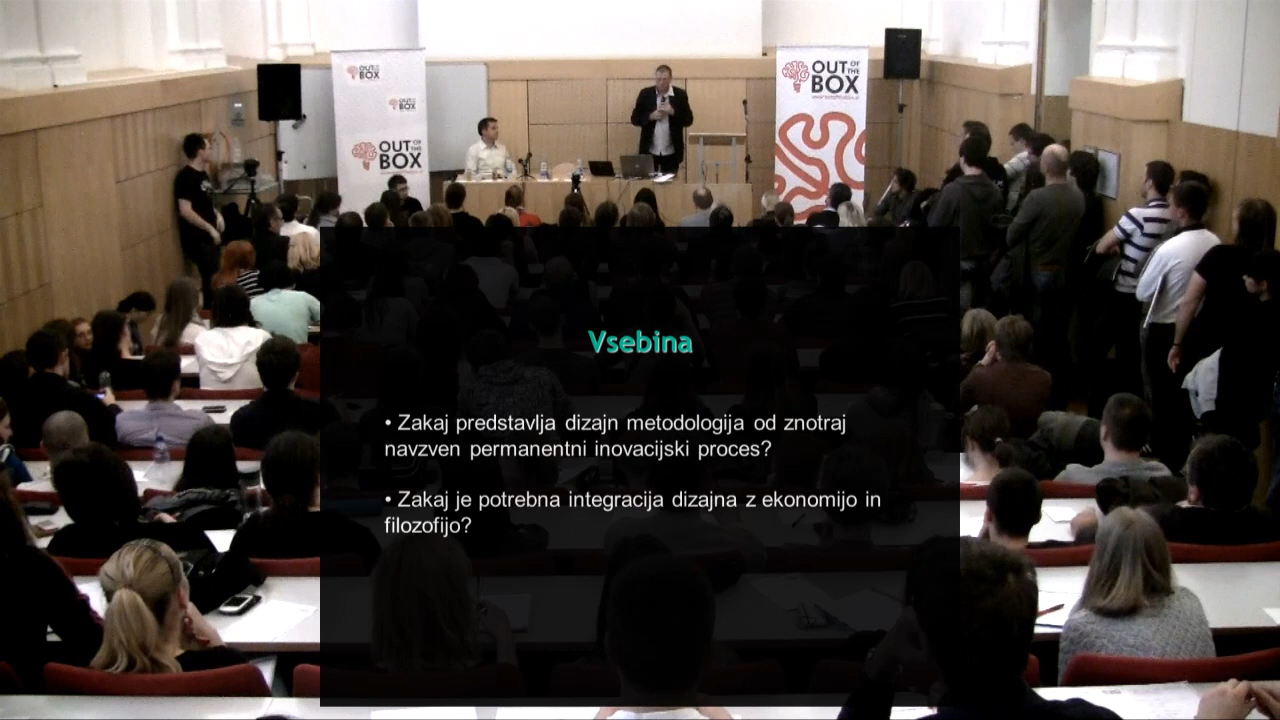 OUT OF THE BOX
OUT OF THE BOX
OUT OF THE BOX
OUT OF THE BOX
Vsebina
• Zakaj predstavlja dizajn metodologija od znotraj
navzven permanentni inovacijski proces?
• Zakaj je potrebna integracija dizajna z ekonomijo in
filozofijo?